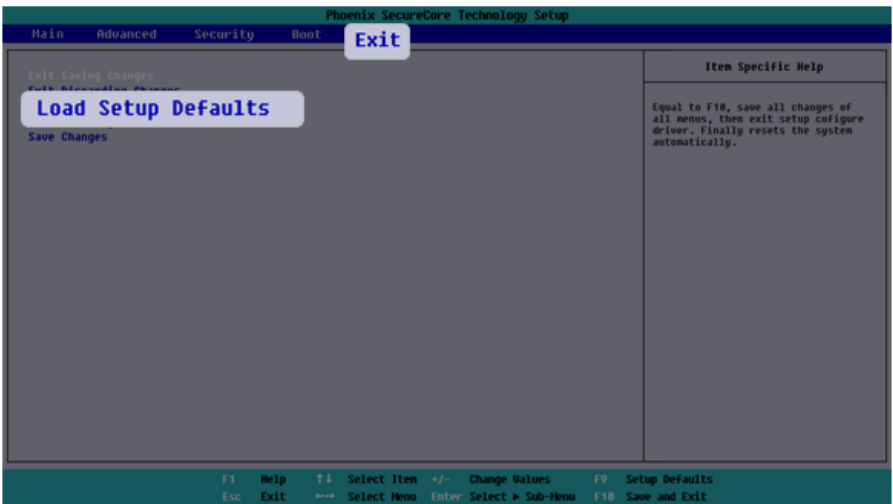 Phoenix SecureCore Technology Setup
Main Advanced Security Boot Exit
Exit Saving Changes
Exit Discarding Changes
Load Setup Defaults
Save Changes
Item Specific Help
Equal to F10, save all changes of
all menus, then exit setup cofigure
driver. Finally resets the system
automatically.
F1 Help ↑↓ Select Item +/- Change Values F9 Setup Defaults
Esc Exit ←→ Select Menu Enter Select ▶ Sub-Menu F10 Save and Exit